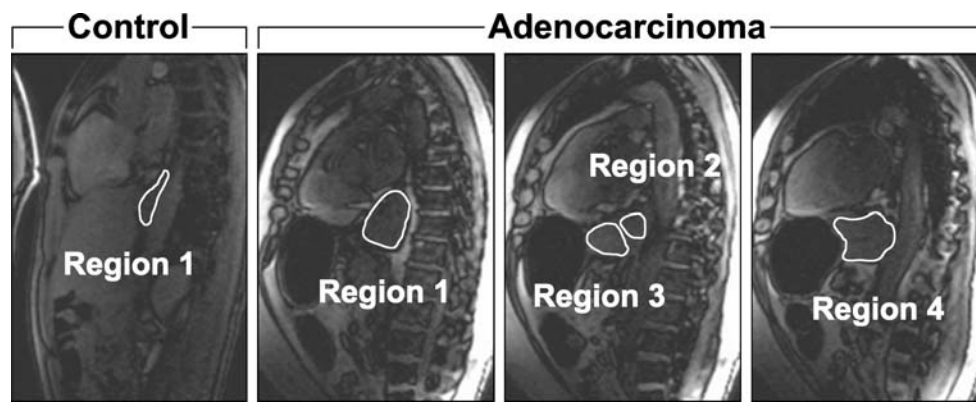 Control
Adenocarcinoma
Region 1
Region 1
Region 2
Region 3
Region 4